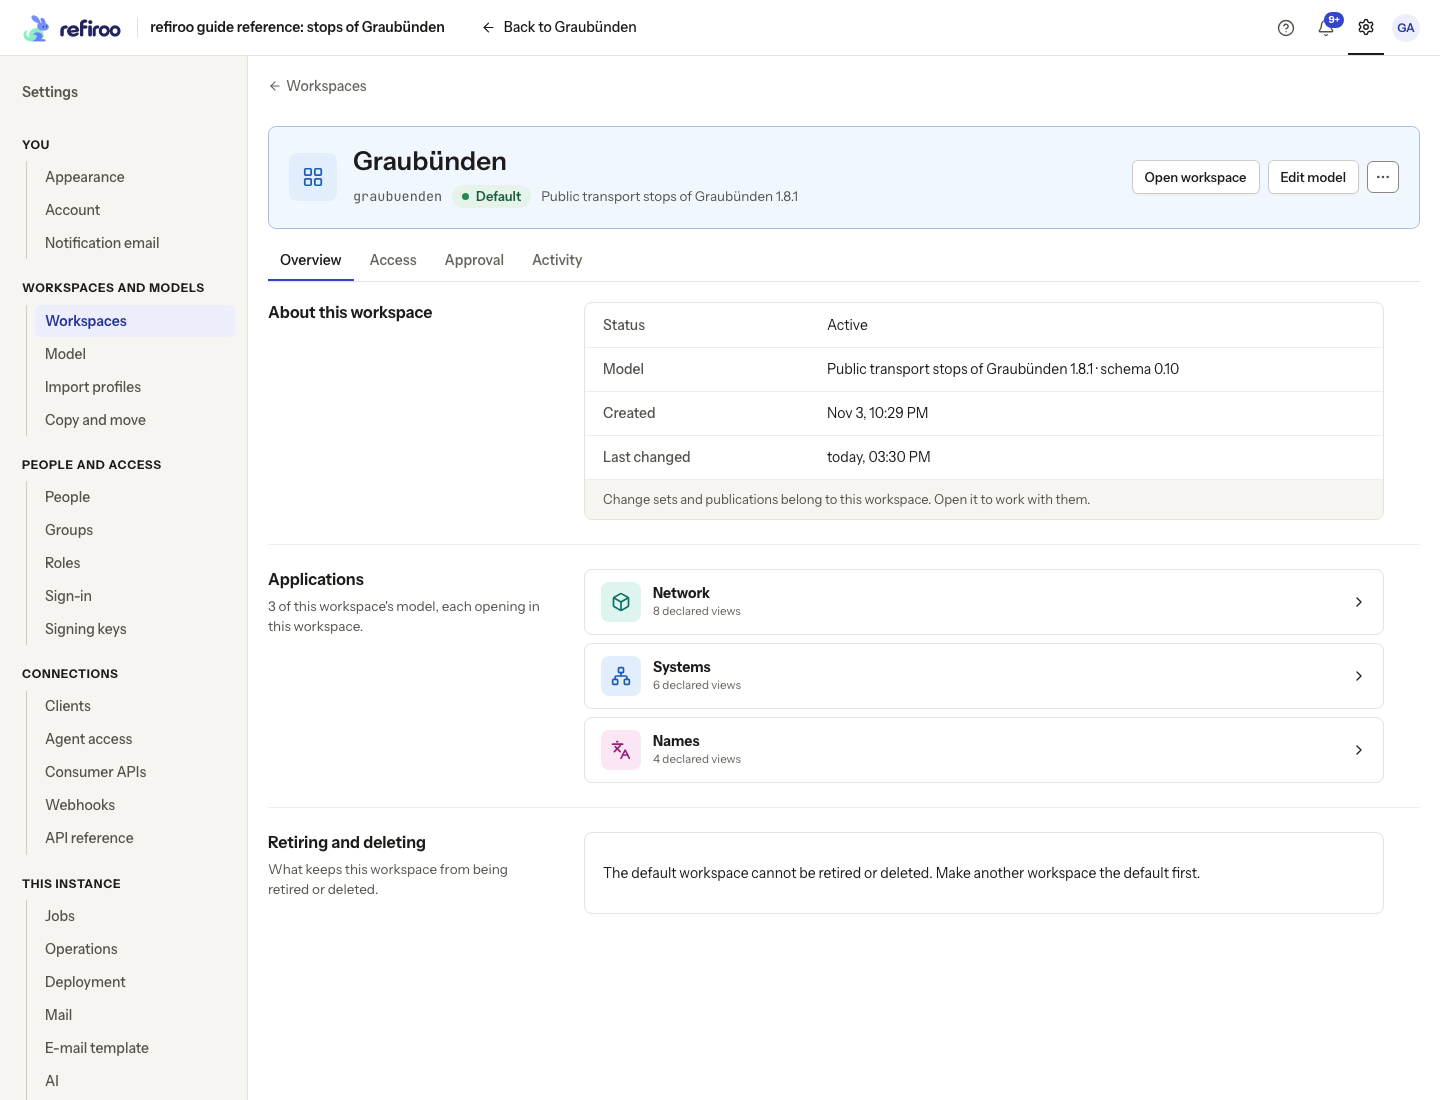 refiroo
refiroo guide reference: stops of Graubünden
Back to Graubünden
9+
GA
Settings
YOU
Appearance
Account
Notification email
WORKSPACES AND MODELS
Workspaces
Model
Import profiles
Copy and move
PEOPLE AND ACCESS
People
Groups
Roles
Sign-in
Signing keys
CONNECTIONS
Clients
Agent access
Consumer APIs
Webhooks
API reference
THIS INSTANCE
Jobs
Operations
Deployment
Mail
E-mail template
AI
Workspaces
Graubünden
graubuenden
Default
Public transport stops of Graubünden 1.8.1
Open workspace
Edit model
Overview
Access
Approval
Activity
About this workspace
Status
Active
Model
Public transport stops of Graubünden 1.8.1 · schema 0.10
Created
Nov 3, 10:29 PM
Last changed
today, 03:30 PM
Change sets and publications belong to this workspace. Open it to work with them.
Applications
3 of this workspace's model, each opening in
this workspace.
Network
8 declared views
Systems
6 declared views
Names
4 declared views
Retiring and deleting
What keeps this workspace from being
retired or deleted.
The default workspace cannot be retired or deleted. Make another workspace the default first.